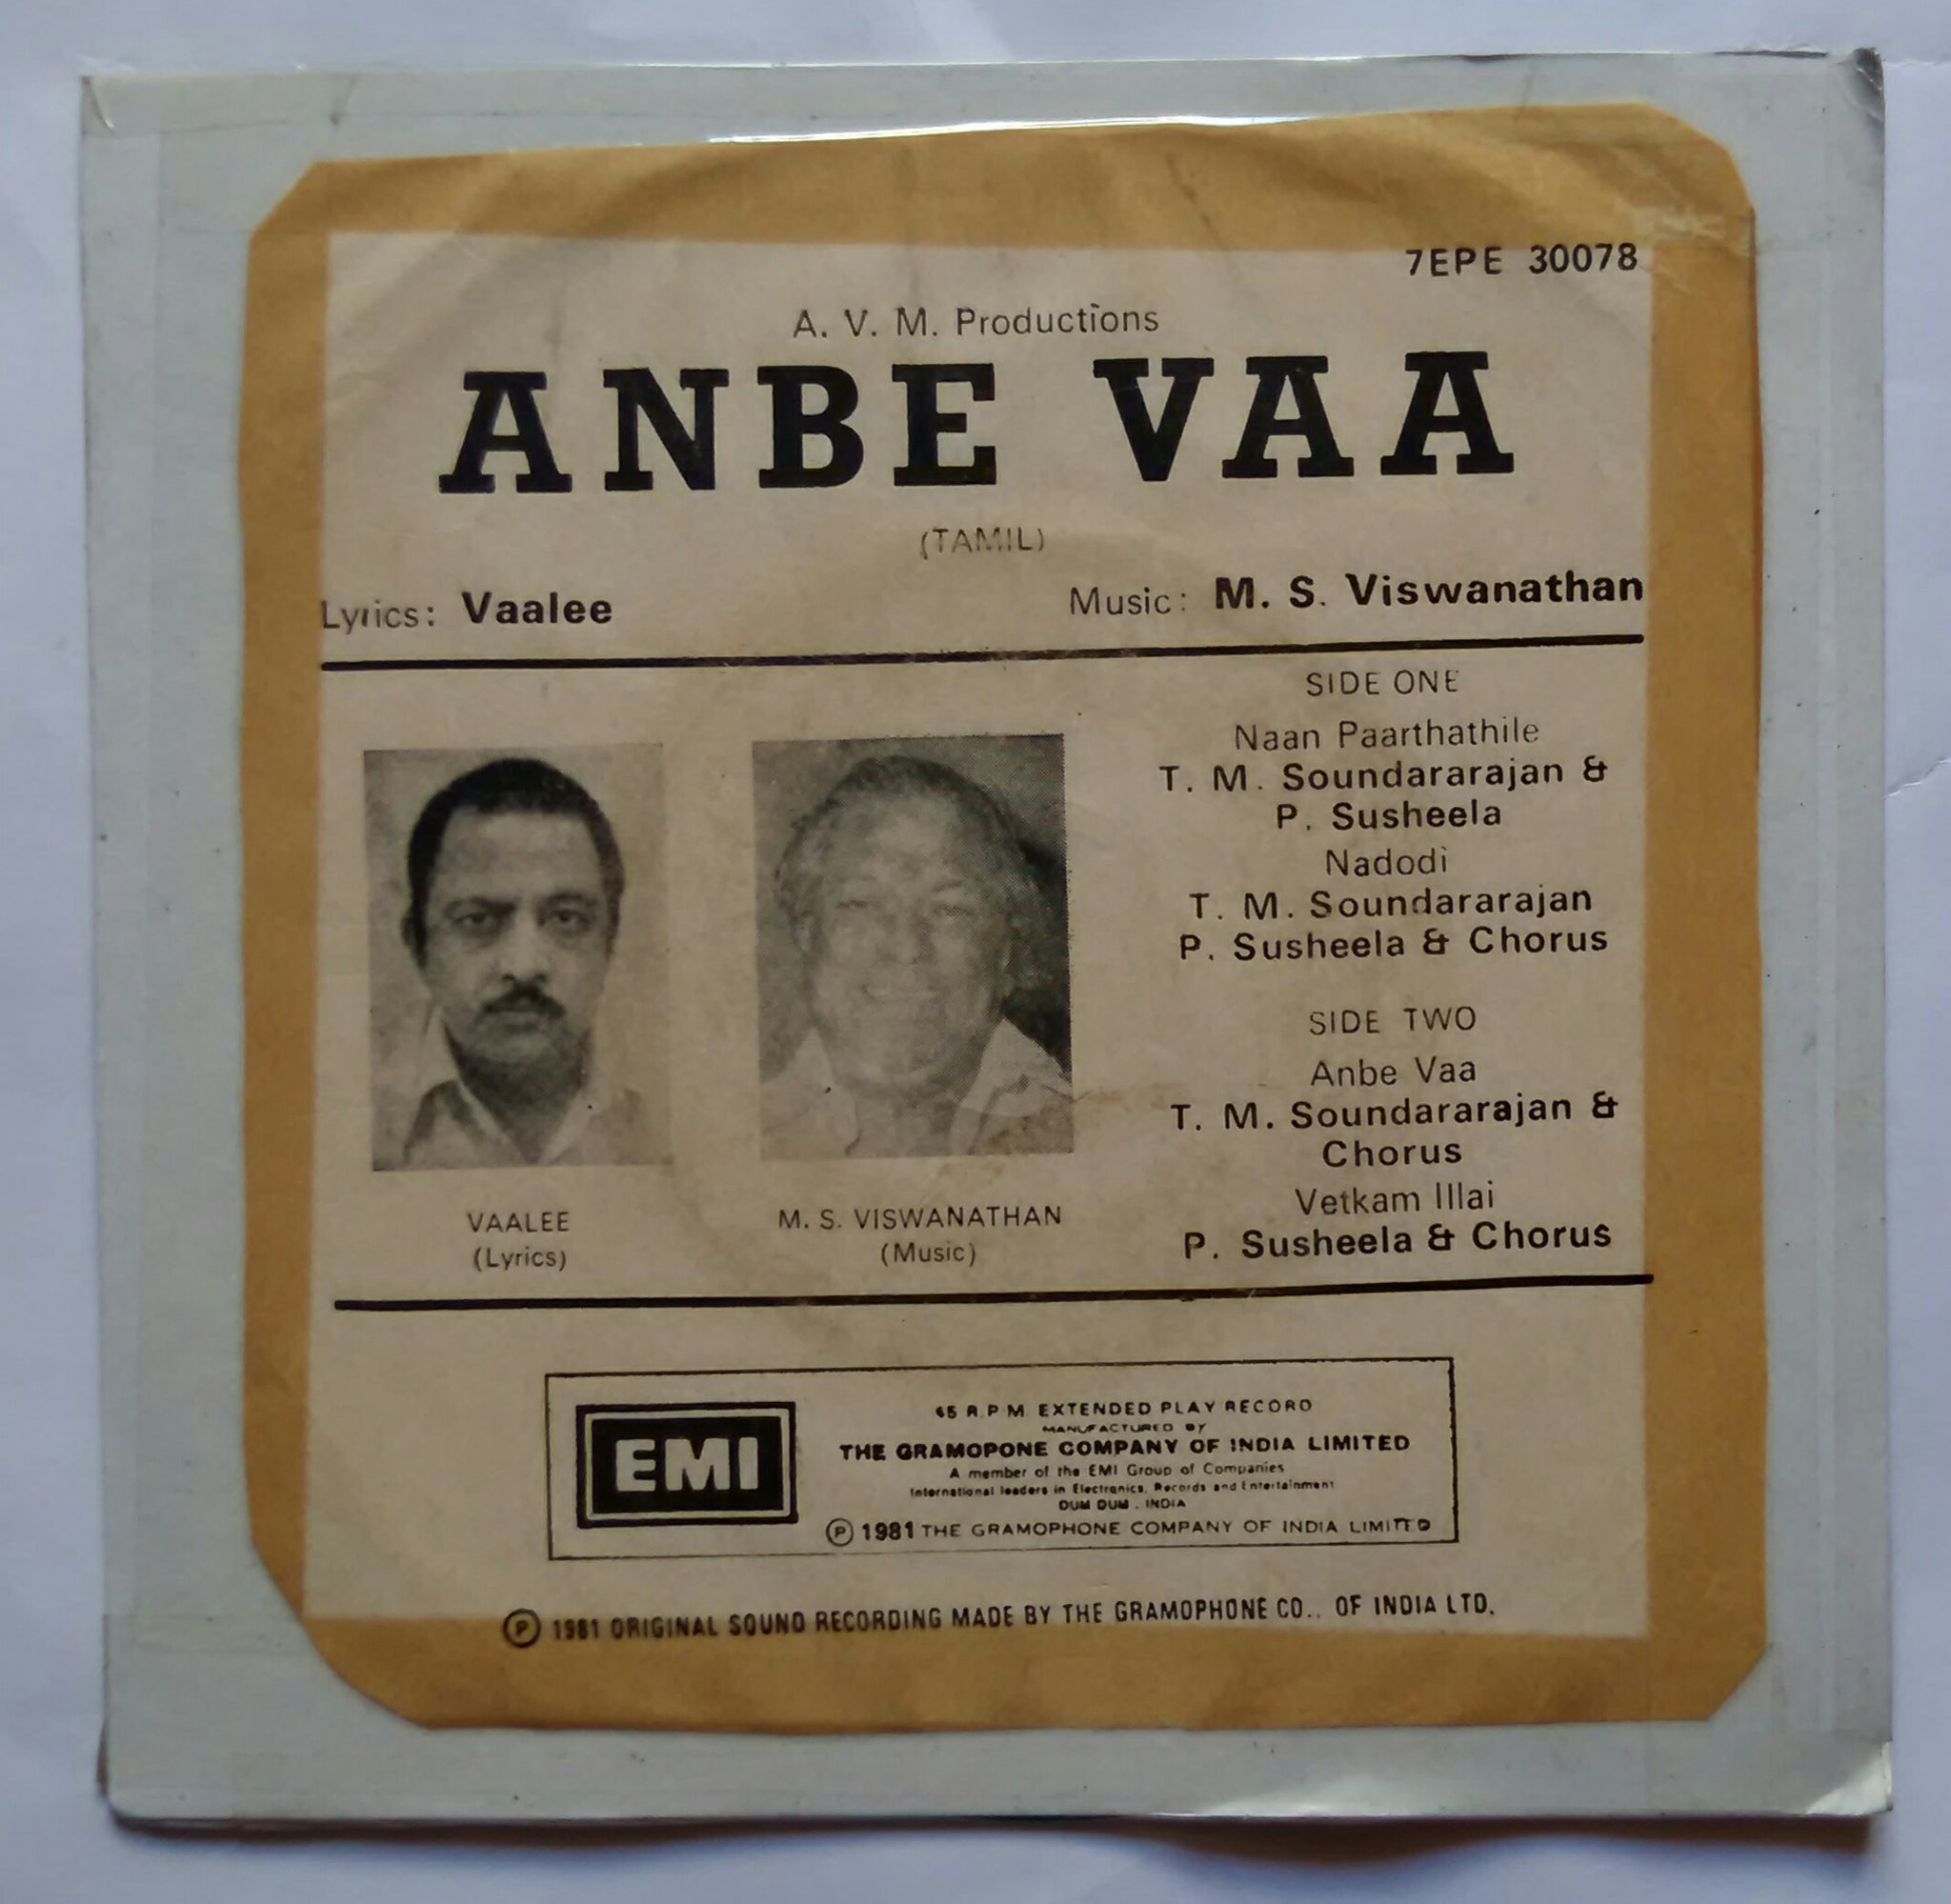 7EPE 30078
A. V. M. Productions
ANBE VAA
(TAMIL)
Lyrics: Vaalee
Music: M. S. Viswanathan
SIDE ONE
Naan Paarthathile
T. M. Soundararajan &
P. Susheela
Nadodi
T. M. Soundararajan
P. Susheela & Chorus
SIDE TWO
Anbe Vaa
T. M. Soundararajan &
Chorus
Vetkam Illai
P. Susheela & Chorus
VAALEE
(Lyrics)
M. S. VISWANATHAN
(Music)
EMI
45 R.P.M. EXTENDED PLAY RECORD
MANUFACTURED BY
THE GRAMOPONE COMPANY OF INDIA LIMITED
A member of the EMI Group of Companies
International leaders in Electronics, Records and Entertainment
DUM DUM . INDIA
℗ 1981 THE GRAMOPHONE COMPANY OF INDIA LIMITED
℗ 1981 ORIGINAL SOUND RECORDING MADE BY THE GRAMOPHONE CO.. OF INDIA LTD.